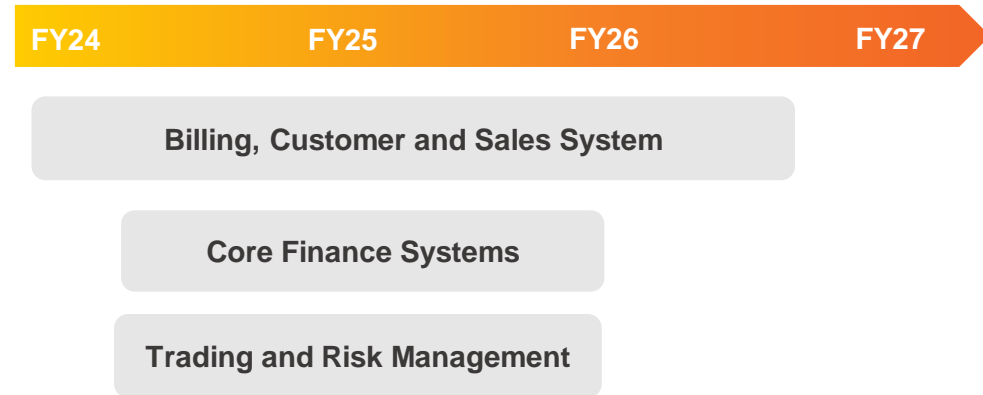 FY24 FY25 FY26 FY27
Billing, Customer and Sales System
Core Finance Systems
Trading and Risk Management